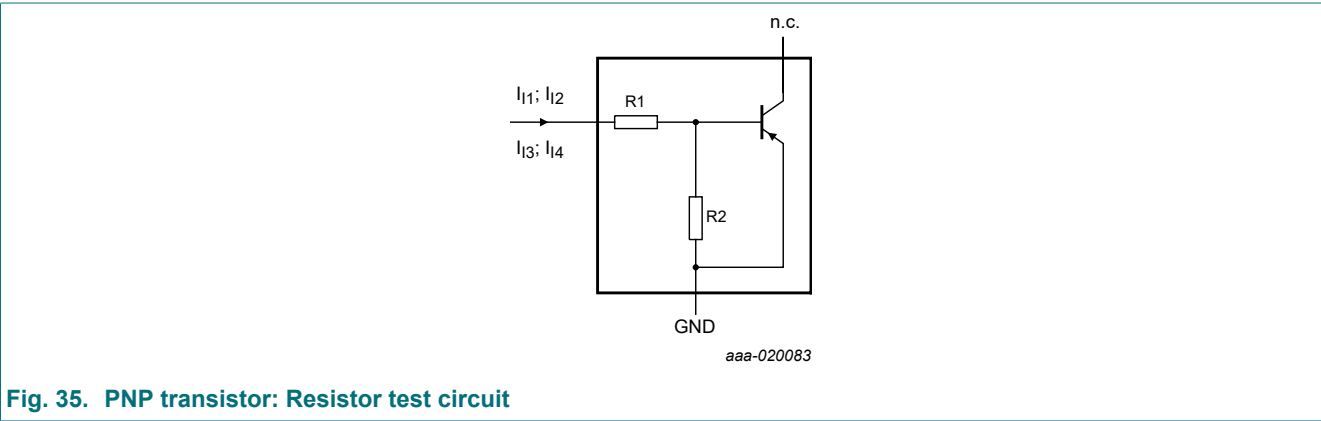 n.c.
I_I1; I_I2
R1
I_I3; I_I4
R2
GND
aaa-020083
Fig. 35. PNP transistor: Resistor test circuit